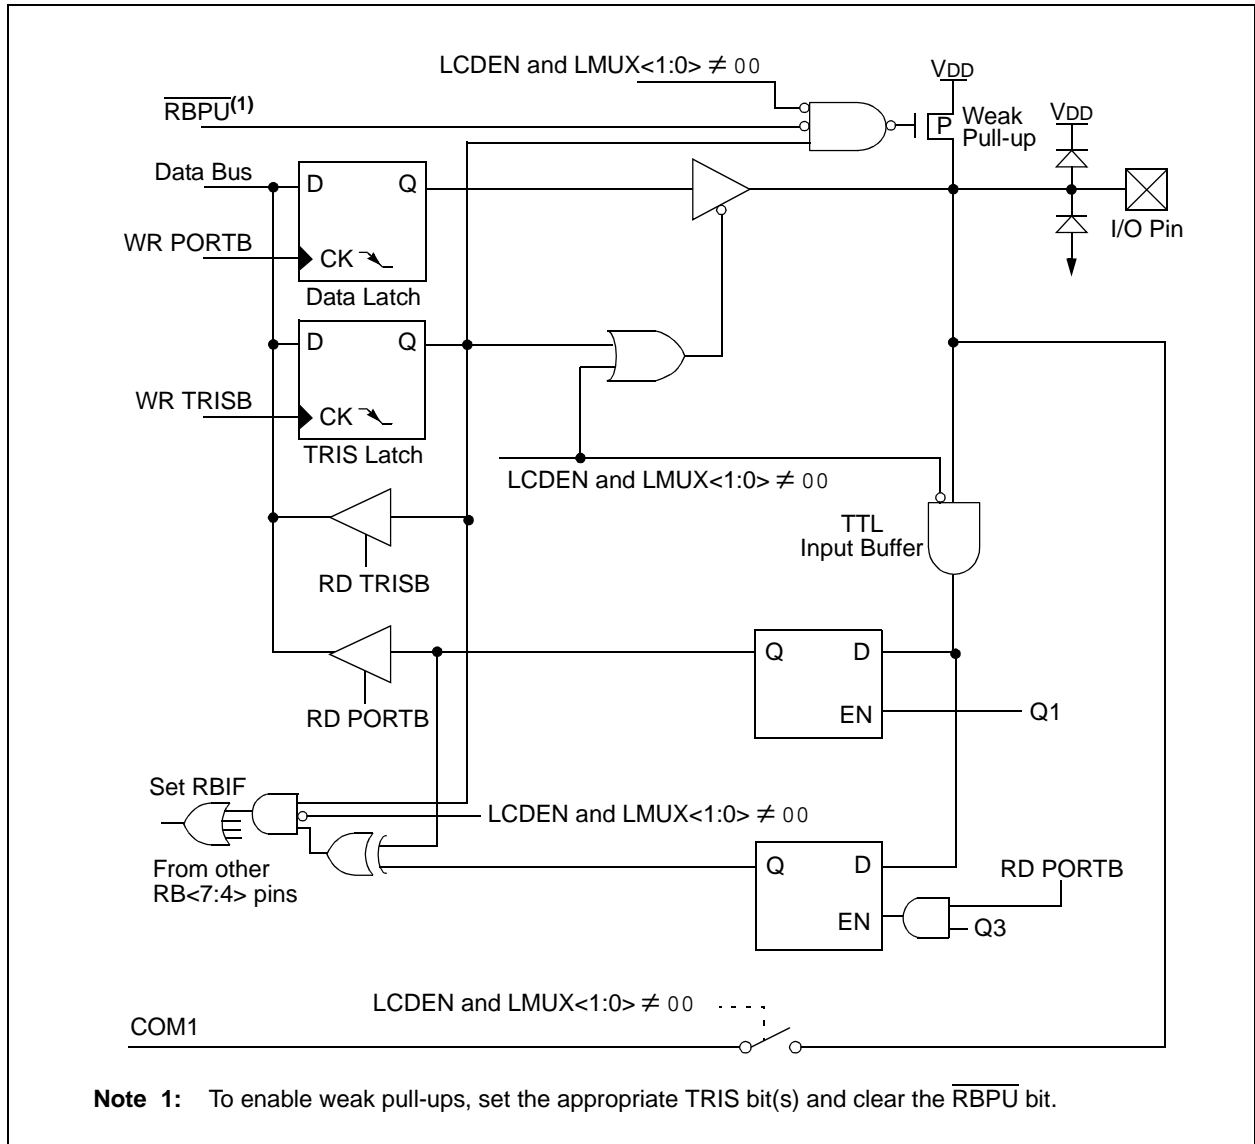 LCDEN and LMUX<1:0> ≠ 00
VDD
RBPU(1)
P
Weak
Pull-up
VDD
Data Bus
D
Q
WR PORTB
CK
I/O Pin
Data Latch
D
Q
WR TRISB
CK
TRIS Latch
LCDEN and LMUX<1:0> ≠ 00
TTL
Input Buffer
RD TRISB
Q
D
EN
Q1
RD PORTB
Set RBIF
LCDEN and LMUX<1:0> ≠ 00
From other
RB<7:4> pins
Q
D
RD PORTB
EN
Q3
LCDEN and LMUX<1:0> ≠ 00
COM1
Note 1: To enable weak pull-ups, set the appropriate TRIS bit(s) and clear the RBPU bit.